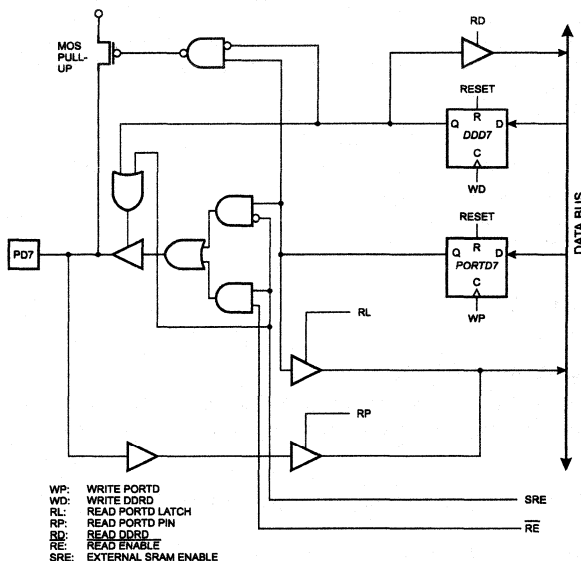 MOS
PULL-
UP
RD
RESET
R
Q
D
DDD7
C
WD
RESET
R
Q
D
PORTD7
C
WP
DATA BUS
PD7
RL
RP
SRE
RE
WP: WRITE PORTD
WD: WRITE DDRD
RL: READ PORTD LATCH
RP: READ PORTD PIN
RD: READ DDRD
RE: READ ENABLE
SRE: EXTERNAL SRAM ENABLE